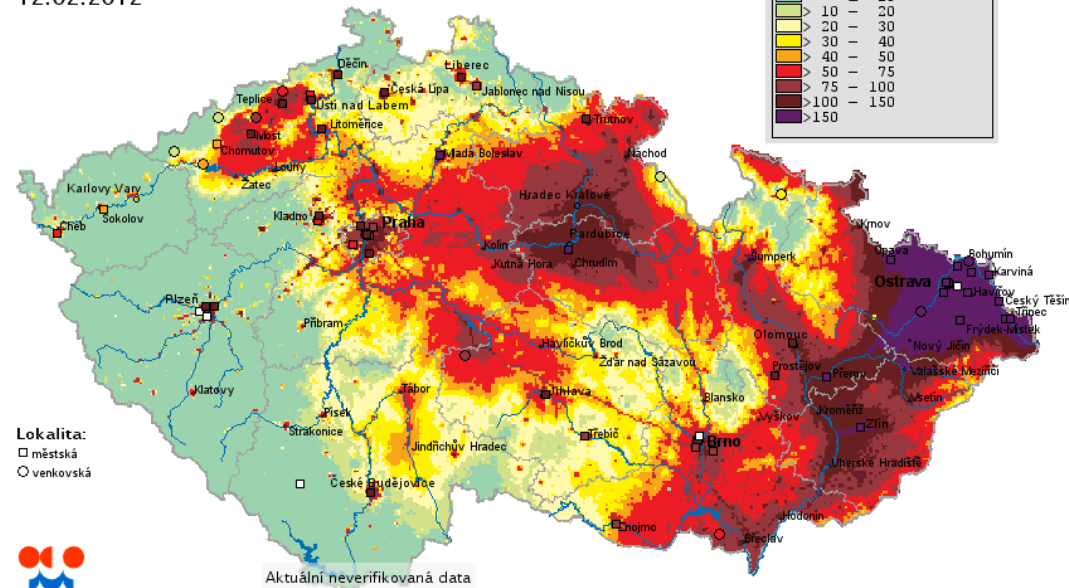 12.02.2012
> 10 - 20
> 20 - 30
> 30 - 40
> 40 - 50
> 50 - 75
> 75 - 100
>100 - 150
>150
Děčín
Liberec
Česká Lípa
Jablonec nad Nisou
Teplice
Ústí nad Labem
Litoměřice
Most
Trutnov
Chomutov
Mladá Boleslav
Náchod
Louny
Žatec
Karlovy Vary
Hradec Králové
Sokolov
Kladno
Praha
Krnov
Cheb
Pardubice
Kolín
Opava
Bohumín
Šumperk
Kutná Hora
Chrudim
Karviná
Ostrava
Havířov
Plzeň
Český Těšín
Třinec
Příbram
Frýdek-Místek
Olomouc
Havlíčkův Brod
Nový Jičín
Žďár nad Sázavou
Prostějov
Přerov
Valašské Meziříčí
Klatovy
Tábor
Jihlava
Blansko
Vsetín
Písek
Vyškov
Kroměříž
Strakonice
Třebíč
Zlín
Lokalita:
Jindřichův Hradec
Brno
městská
Uherské Hradiště
venkovská
České Budějovice
Hodonín
Znojmo
Břeclav
Aktuální neverifikovaná data